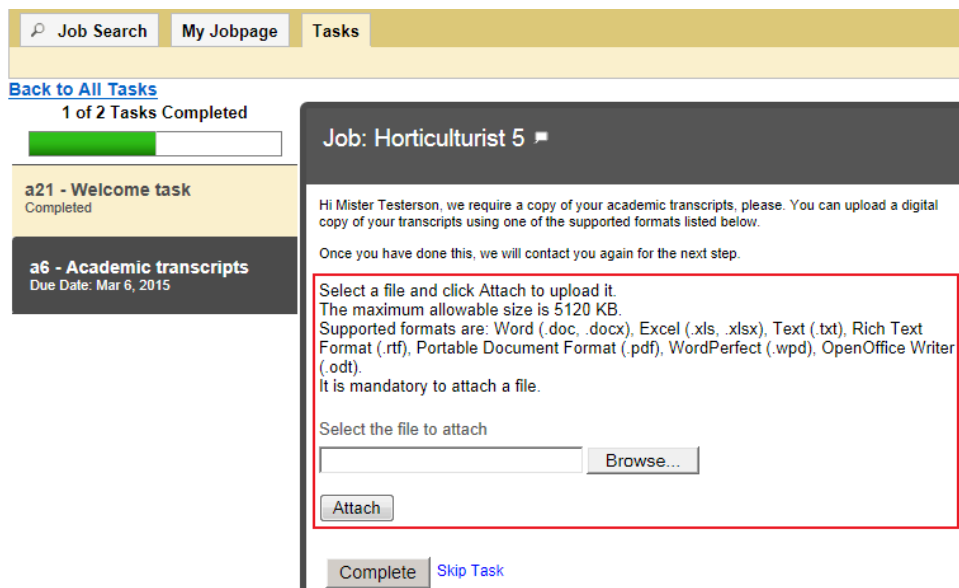 Job Search
My Jobpage
Tasks
Back to All Tasks
1 of 2 Tasks Completed
a21 - Welcome task
Completed
a6 - Academic transcripts
Due Date: Mar 6, 2015
Job: Horticulturist 5
Hi Mister Testerson, we require a copy of your academic transcripts, please. You can upload a digital
copy of your transcripts using one of the supported formats listed below.
Once you have done this, we will contact you again for the next step.
Select a file and click Attach to upload it.
The maximum allowable size is 5120 KB.
Supported formats are: Word (.doc, .docx), Excel (.xls, .xlsx), Text (.txt), Rich Text
Format (.rtf), Portable Document Format (.pdf), WordPerfect (.wpd), OpenOffice Writer
(.odt).
It is mandatory to attach a file.
Select the file to attach
Browse...
Attach
Complete
Skip Task